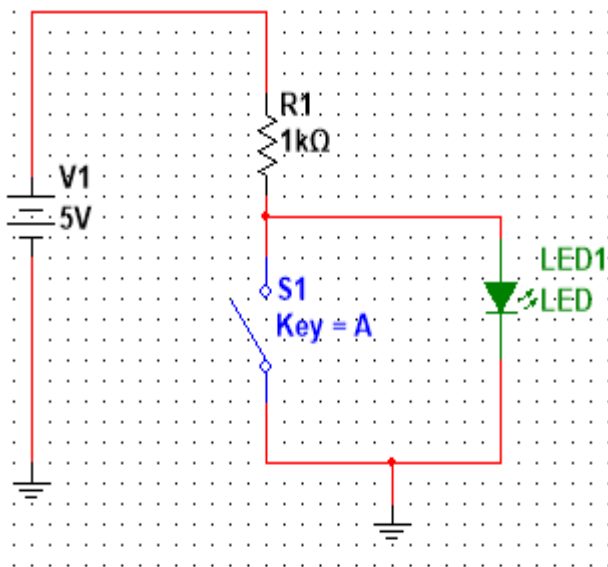 R1
1kΩ
V1
5V
S1
Key = A
LED1
LED